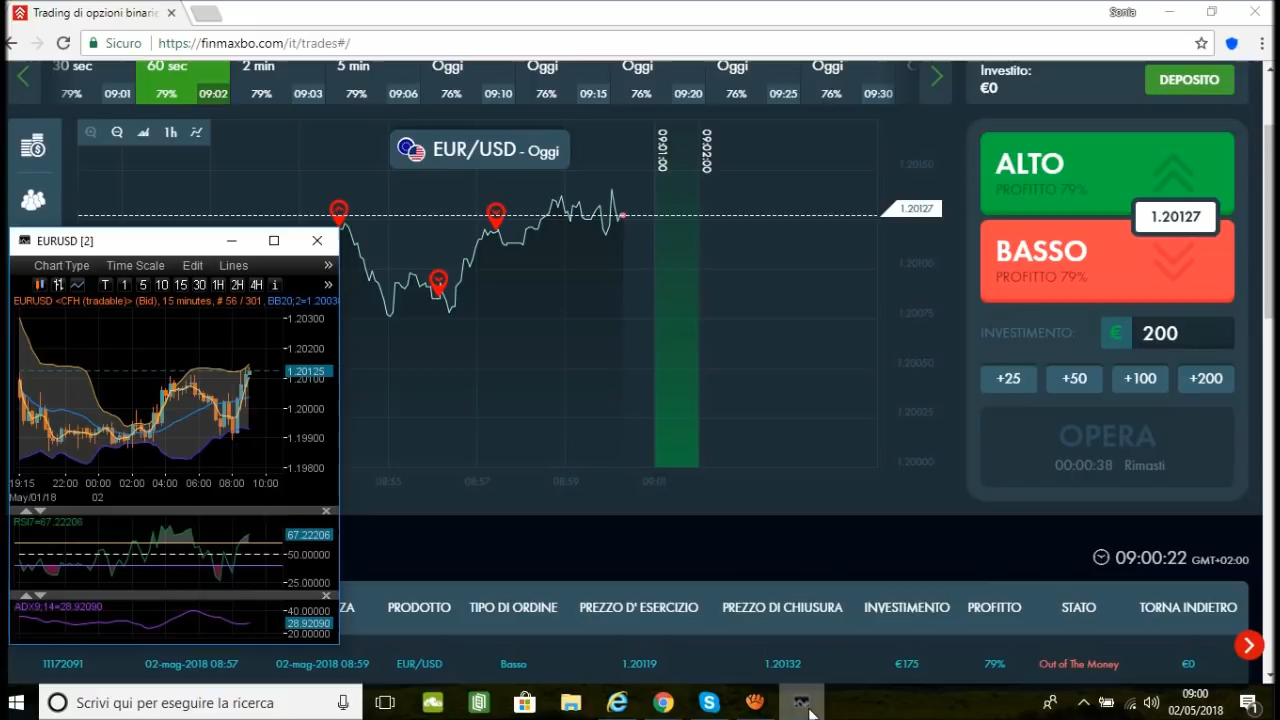 Trading di opzioni binarie
Sonia
Sicuro
https://finmaxbo.com/it/trades#/
30 sec 60 sec 2 min 5 min Oggi Oggi Oggi Oggi Oggi
79% 09:01 79% 09:02 79% 09:03 79% 09:06 76% 09:10 76% 09:15 76% 09:20 76% 09:25 76% 09:30
Investito:
€0
DEPOSITO
1h
EUR/USD - Oggi
09:01:00
09:02:00
1.20150
1.20127
1.20100
1.20075
1.20050
1.20025
1.20000
08:55 08:57 08:59 09:01
ALTO
PROFITTO 79%
1.20127
BASSO
PROFITTO 79%
INVESTIMENTO: € 200
+25 +50 +100 +200
OPERA
00:00:38 Rimasti
EURUSD [2]
Chart Type Time Scale Edit Lines »
T 1 5 10 15 30 1H 2H 4H i »
EURUSD <CFH (tradable)> (Bid), 15 minutes, # 56 / 301, BB20;2=1.2003
1.20300
1.20200
1.20125
1.20100
1.20000
1.19900
1.19800
19:15 22:00 00:00 02:00 04:00 06:00 08:00 10:00
May/01/18 02
RSI7=67.22206
67.22206
50.00000
25.00000
ADX9;14=28.92090
40.00000
28.92090
20.00000
09:00:22 GMT+02:00
ZA PRODOTTO TIPO DI ORDINE PREZZO D' ESERCIZIO PREZZO DI CHIUSURA INVESTIMENTO PROFITTO STATO TORNA INDIETRO
11172091 02-mag-2018 08:57 02-mag-2018 08:59 EUR/USD Basso 1.20119 1.20132 €175 79% Out of The Money €0
Scrivi qui per eseguire la ricerca
09:00
02/05/2018
1